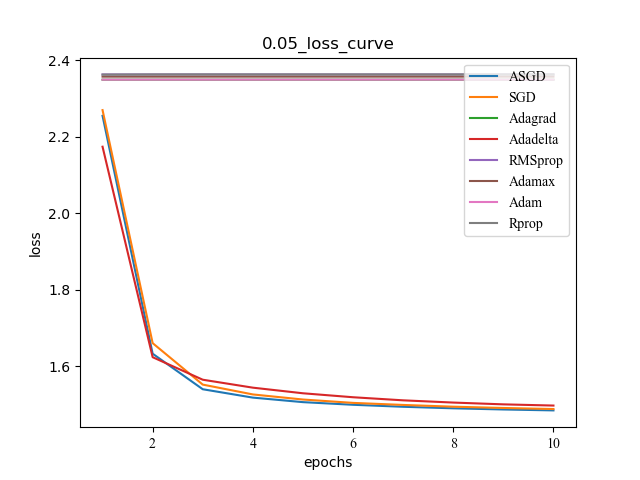 0.05_loss_curve
2.4
2.2
2.0
1.8
1.6
loss
2
4
6
8
10
epochs
ASGD
SGD
Adagrad
Adadelta
RMSprop
Adamax
Adam
Rprop